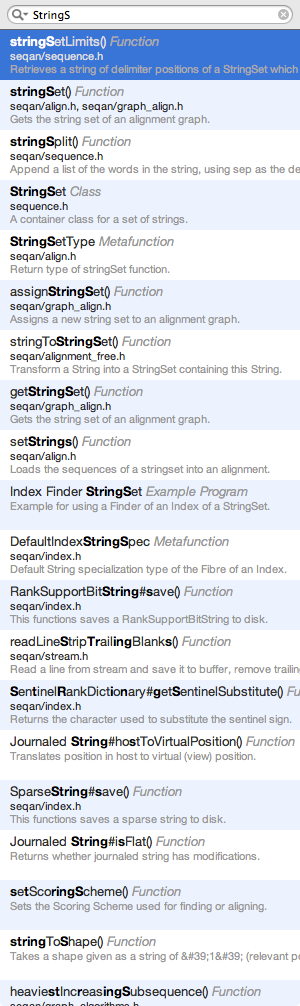 StringS
stringSetLimits() Function
seqan/sequence.h
Retrieves a string of delimiter positions of a StringSet which
stringSet() Function
seqan/align.h, seqan/graph_align.h
Gets the string set of an alignment graph.
stringSplit() Function
seqan/sequence.h
Append a list of the words in the string, using sep as the de
StringSet Class
sequence.h
A container class for a set of strings.
StringSetType Metafunction
seqan/align.h
Return type of stringSet function.
assignStringSet() Function
seqan/graph_align.h
Assigns a new string set to an alignment graph.
stringToStringSet() Function
seqan/alignment_free.h
Transform a String into a StringSet containing this String.
getStringSet() Function
seqan/graph_align.h
Gets the string set of an alignment graph.
setStrings() Function
seqan/align.h
Loads the sequences of a stringset into an alignment.
Index Finder StringSet Example Program
Example for using a Finder of an Index of a StringSet.
DefaultIndexStringSpec Metafunction
seqan/index.h
Default String specialization type of the Fibre of an Index.
RankSupportBitString#save() Function
seqan/index.h
This functions saves a RankSupportBitString to disk.
readLineStripTrailingBlanks() Function
seqan/stream.h
Read a line from stream and save it to buffer, remove trailin
SentinelRankDictionary#getSentinelSubstitute() Fu
seqan/index.h
Returns the character used to substitute the sentinel sign.
Journaled String#hostToVirtualPosition() Function
Translates position in host to virtual (view) position.
SparseString#save() Function
seqan/index.h
This functions saves a sparse string to disk.
Journaled String#isFlat() Function
Returns whether journaled string has modifications.
setScoringScheme() Function
Sets the Scoring Scheme used for finding or aligning.
stringToShape() Function
Takes a shape given as a string of &#39;1&#39; (relevant po
heaviestIncreasingSubsequence() Function
seqan/graph_algorithms.h